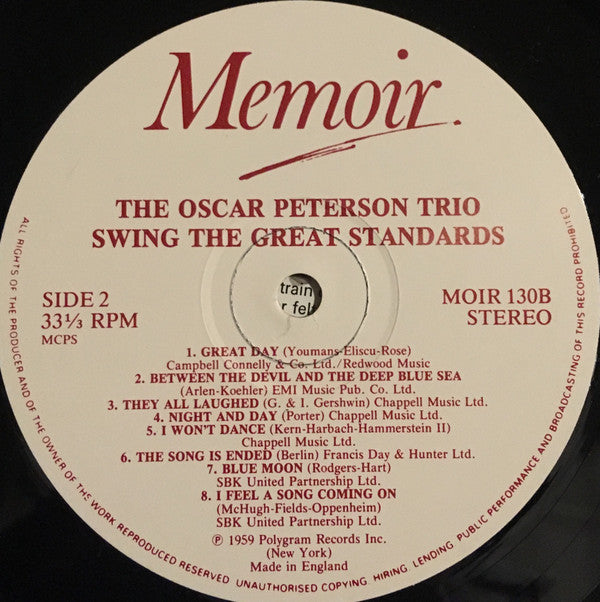 Memoir.
THE OSCAR PETERSON TRIO
SWING THE GREAT STANDARDS
SIDE 2
33⅓ RPM
MCPS
train
r fel
MOIR 130B
STEREO
1. GREAT DAY (Youmans-Eliscu-Rose)
Campbell Connelly & Co. Ltd./Redwood Music
2. BETWEEN THE DEVIL AND THE DEEP BLUE SEA
(Arlen-Koehler) EMI Music Pub. Co. Ltd.
3. THEY ALL LAUGHED (G. & I. Gershwin) Chappell Music Ltd.
4. NIGHT AND DAY (Porter) Chappell Music Ltd.
5. I WON'T DANCE (Kern-Harbach-Hammerstein II)
Chappell Music Ltd.
6. THE SONG IS ENDED (Berlin) Francis Day & Hunter Ltd.
7. BLUE MOON (Rodgers-Hart)
SBK United Partnership Ltd.
8. I FEEL A SONG COMING ON
(McHugh-Fields-Oppenheim)
SBK United Partnership Ltd.
℗ 1959 Polygram Records Inc.
(New York)
Made in England
ALL RIGHTS OF THE PRODUCER AND OF THE OWNER OF THE WORK REPRODUCED RESERVED UNAUTHORISED COPYING HIRING, LENDING PUBLIC PERFORMANCE AND BROADCASTING OF THIS RECORD PROHIBITED